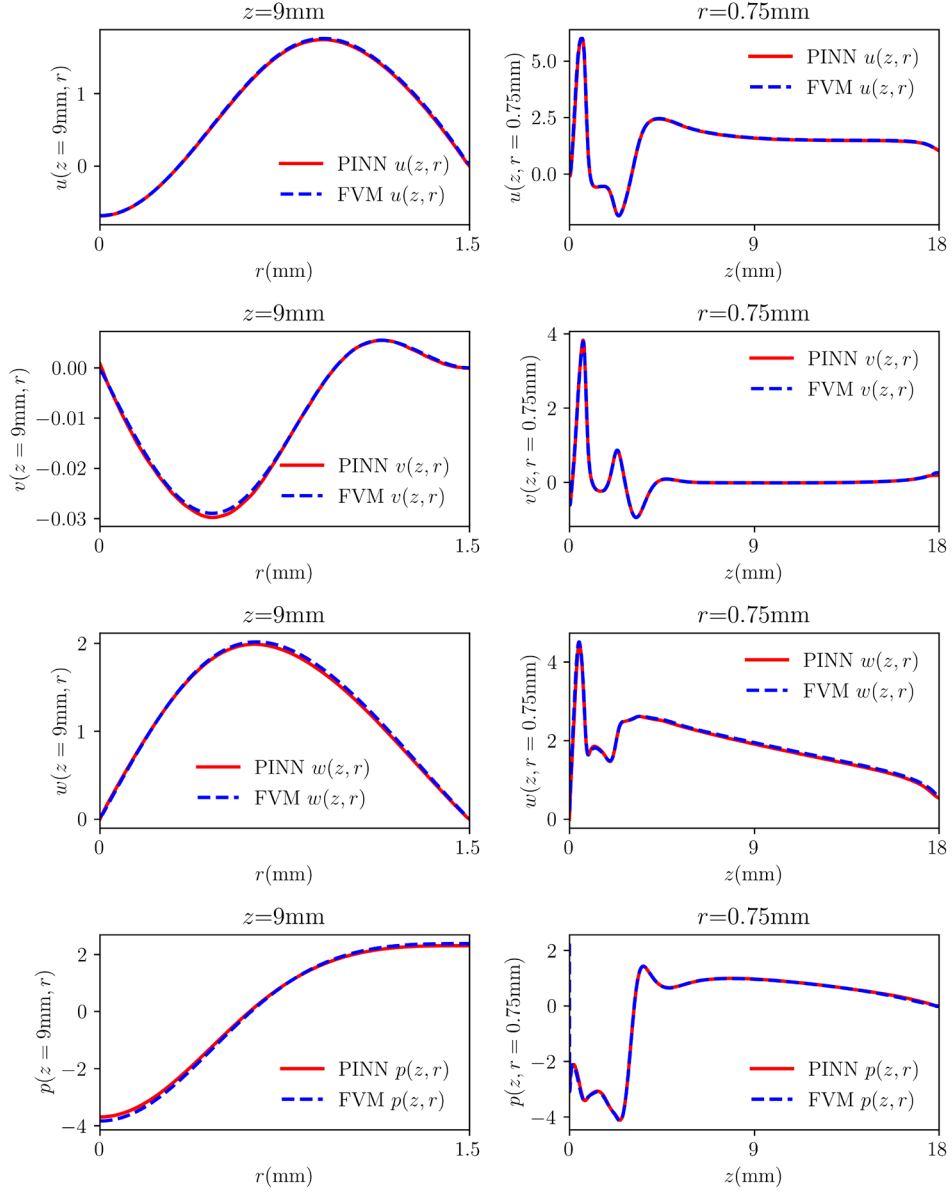 z=9mm
u(z = 9mm, r)
1
0
PINN u(z, r)
FVM u(z, r)
0
1.5
r(mm)
r=0.75mm
u(z, r = 0.75mm)
5.0
2.5
0.0
PINN u(z, r)
FVM u(z, r)
0
9
18
z(mm)
z=9mm
v(z = 9mm, r)
0.00
−0.01
−0.02
−0.03
PINN v(z, r)
FVM v(z, r)
0
1.5
r(mm)
r=0.75mm
v(z, r = 0.75mm)
4
2
0
PINN v(z, r)
FVM v(z, r)
0
9
18
z(mm)
z=9mm
w(z = 9mm, r)
2
1
0
PINN w(z, r)
FVM w(z, r)
0
1.5
r(mm)
r=0.75mm
w(z, r = 0.75mm)
4
2
0
PINN w(z, r)
FVM w(z, r)
0
9
18
z(mm)
z=9mm
p(z = 9mm, r)
2
0
−2
−4
PINN p(z, r)
FVM p(z, r)
0
1.5
r(mm)
r=0.75mm
p(z, r = 0.75mm)
2
0
−2
−4
PINN p(z, r)
FVM p(z, r)
0
9
18
z(mm)